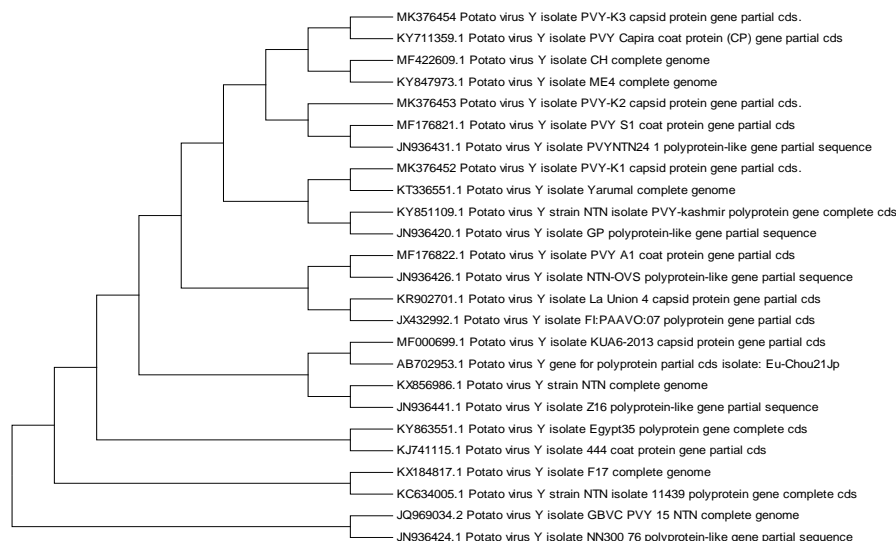 MK376454 Potato virus Y isolate PVY-K3 capsid protein gene partial cds.
KY711359.1 Potato virus Y isolate PVY Capira coat protein (CP) gene partial cds
MF422609.1 Potato virus Y isolate CH complete genome
KY847973.1 Potato virus Y isolate ME4 complete genome
MK376453 Potato virus Y isolate PVY-K2 capsid protein gene partial cds.
MF176821.1 Potato virus Y isolate PVY S1 coat protein gene partial cds
JN936431.1 Potato virus Y isolate PVYNTN24 1 polyprotein-like gene partial sequence
MK376452 Potato virus Y isolate PVY-K1 capsid protein gene partial cds.
KT336551.1 Potato virus Y isolate Yarumal complete genome
KY851109.1 Potato virus Y strain NTN isolate PVY-kashmir polyprotein gene complete cds
JN936420.1 Potato virus Y isolate GP polyprotein-like gene partial sequence
MF176822.1 Potato virus Y isolate PVY A1 coat protein gene partial cds
JN936426.1 Potato virus Y isolate NTN-OVS polyprotein-like gene partial sequence
KR902701.1 Potato virus Y isolate La Union 4 capsid protein gene partial cds
JX432992.1 Potato virus Y isolate FI:PAAVO:07 polyprotein gene partial cds
MF000699.1 Potato virus Y isolate KUA6-2013 capsid protein gene partial cds
AB702953.1 Potato virus Y gene for polyprotein partial cds isolate: Eu-Chou21Jp
KX856986.1 Potato virus Y strain NTN complete genome
JN936441.1 Potato virus Y isolate Z16 polyprotein-like gene partial sequence
KY863551.1 Potato virus Y isolate Egypt35 polyprotein gene complete cds
KJ741115.1 Potato virus Y isolate 444 coat protein gene partial cds
KX184817.1 Potato virus Y isolate F17 complete genome
KC634005.1 Potato virus Y strain NTN isolate 11439 polyprotein gene complete cds
JQ969034.2 Potato virus Y isolate GBVC PVY 15 NTN complete genome
JN936424.1 Potato virus Y isolate NN300 76 polyprotein-like gene partial sequence